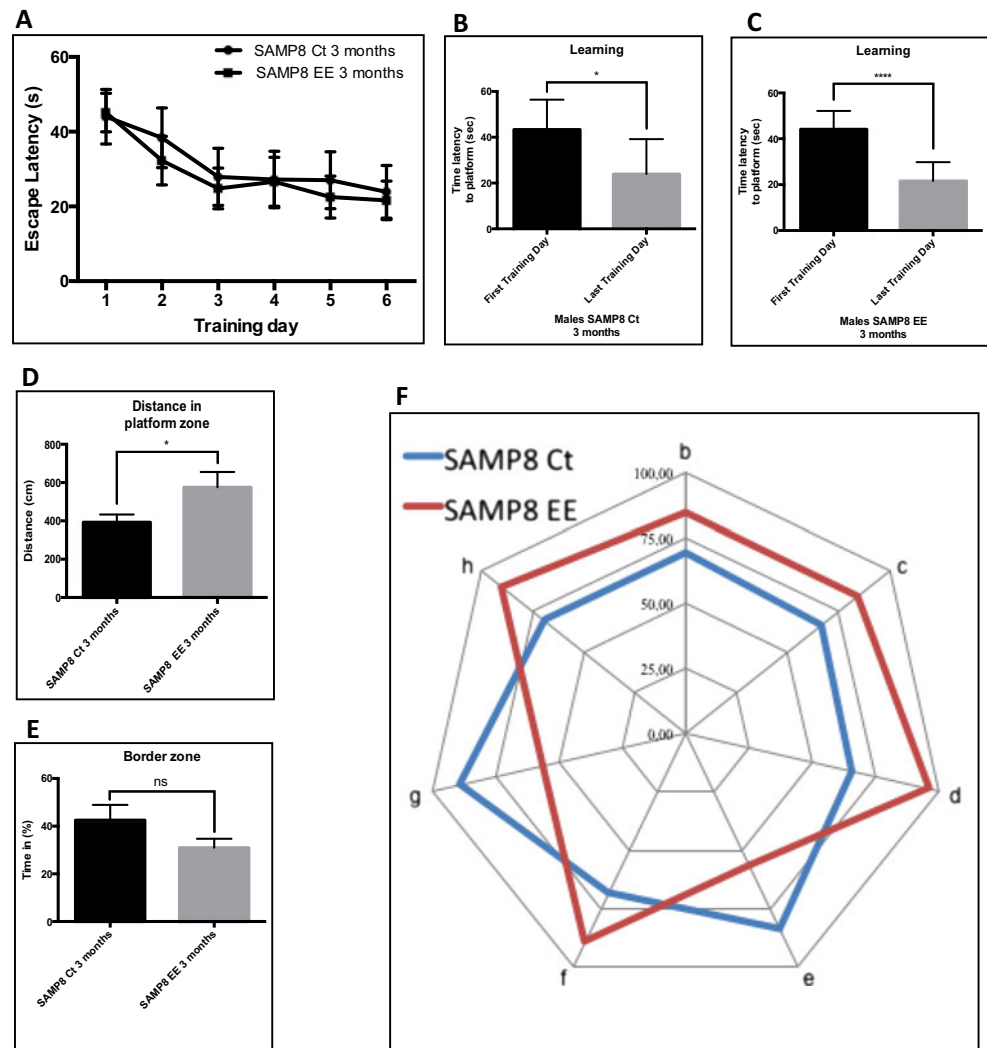 A
60
40
20
0
Escape Latency (s)
SAMP8 Ct 3 months
SAMP8 EE 3 months
1 2 3 4 5 6
Training day
B
Learning
*
60
40
20
0
Time latency
to platform (sec)
First Training Day
Last Training Day
Males SAMP8 Ct
3 months
C
Learning
****
60
40
20
0
Time latency
to platform (sec)
First Training Day
Last Training Day
Males SAMP8 EE
3 months
D
Distance in
platform zone
*
800
600
400
200
0
Distance (cm)
SAMP8 Ct 3 months
SAMP8 EE 3 months
E
Border zone
ns
60
40
20
0
Time in (%)
SAMP8 Ct 3 months
SAMP8 EE 3 months
F
SAMP8 Ct
SAMP8 EE
b
100,00
75,00
50,00
25,00
0,00
c
d
e
f
g
h